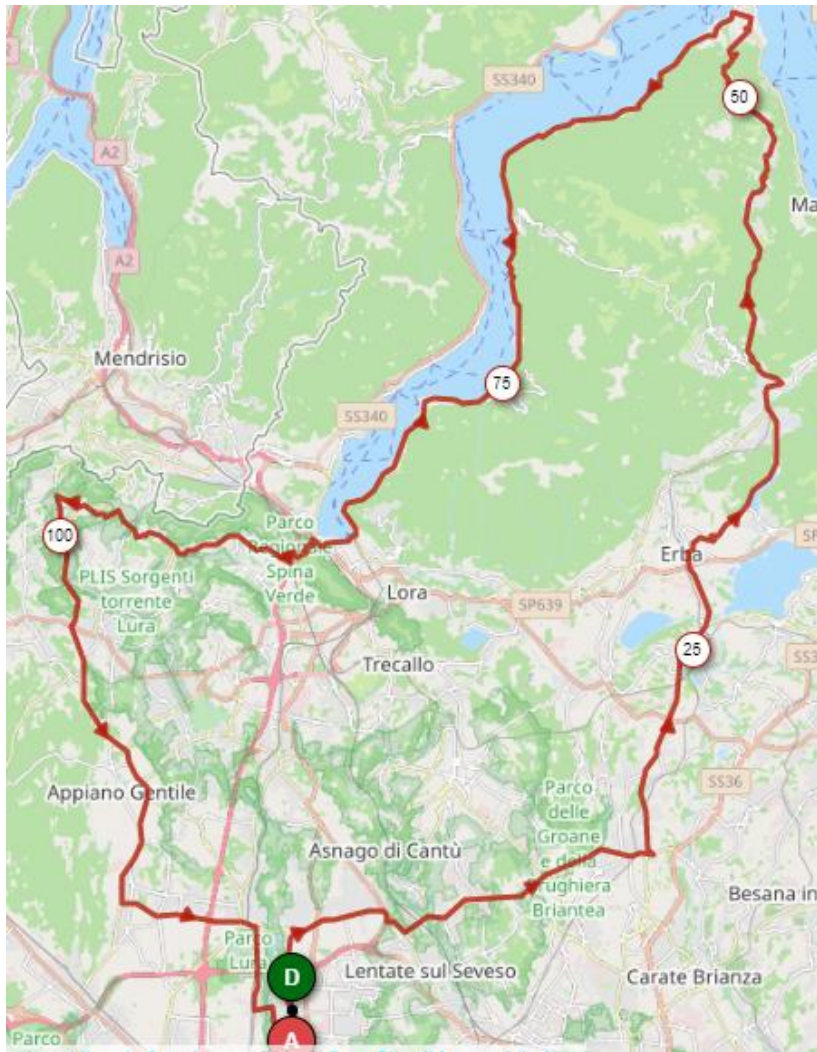 SS340
50
A2
Ma
A2
Mendrisio
75
SS340
100
Parco
Regionale
Spina
Verde
Erba
PLIS Sorgenti
torrente
Lura
Lora
SP639
25
Trecallo
SS36
Appiano Gentile
Parco
delle
Groane
e della
Brughiera
Briantea
Asnago di Cantù
Besana in
Parco
Lura
D
Lentate sul Seveso
Carate Brianza
A
Parco